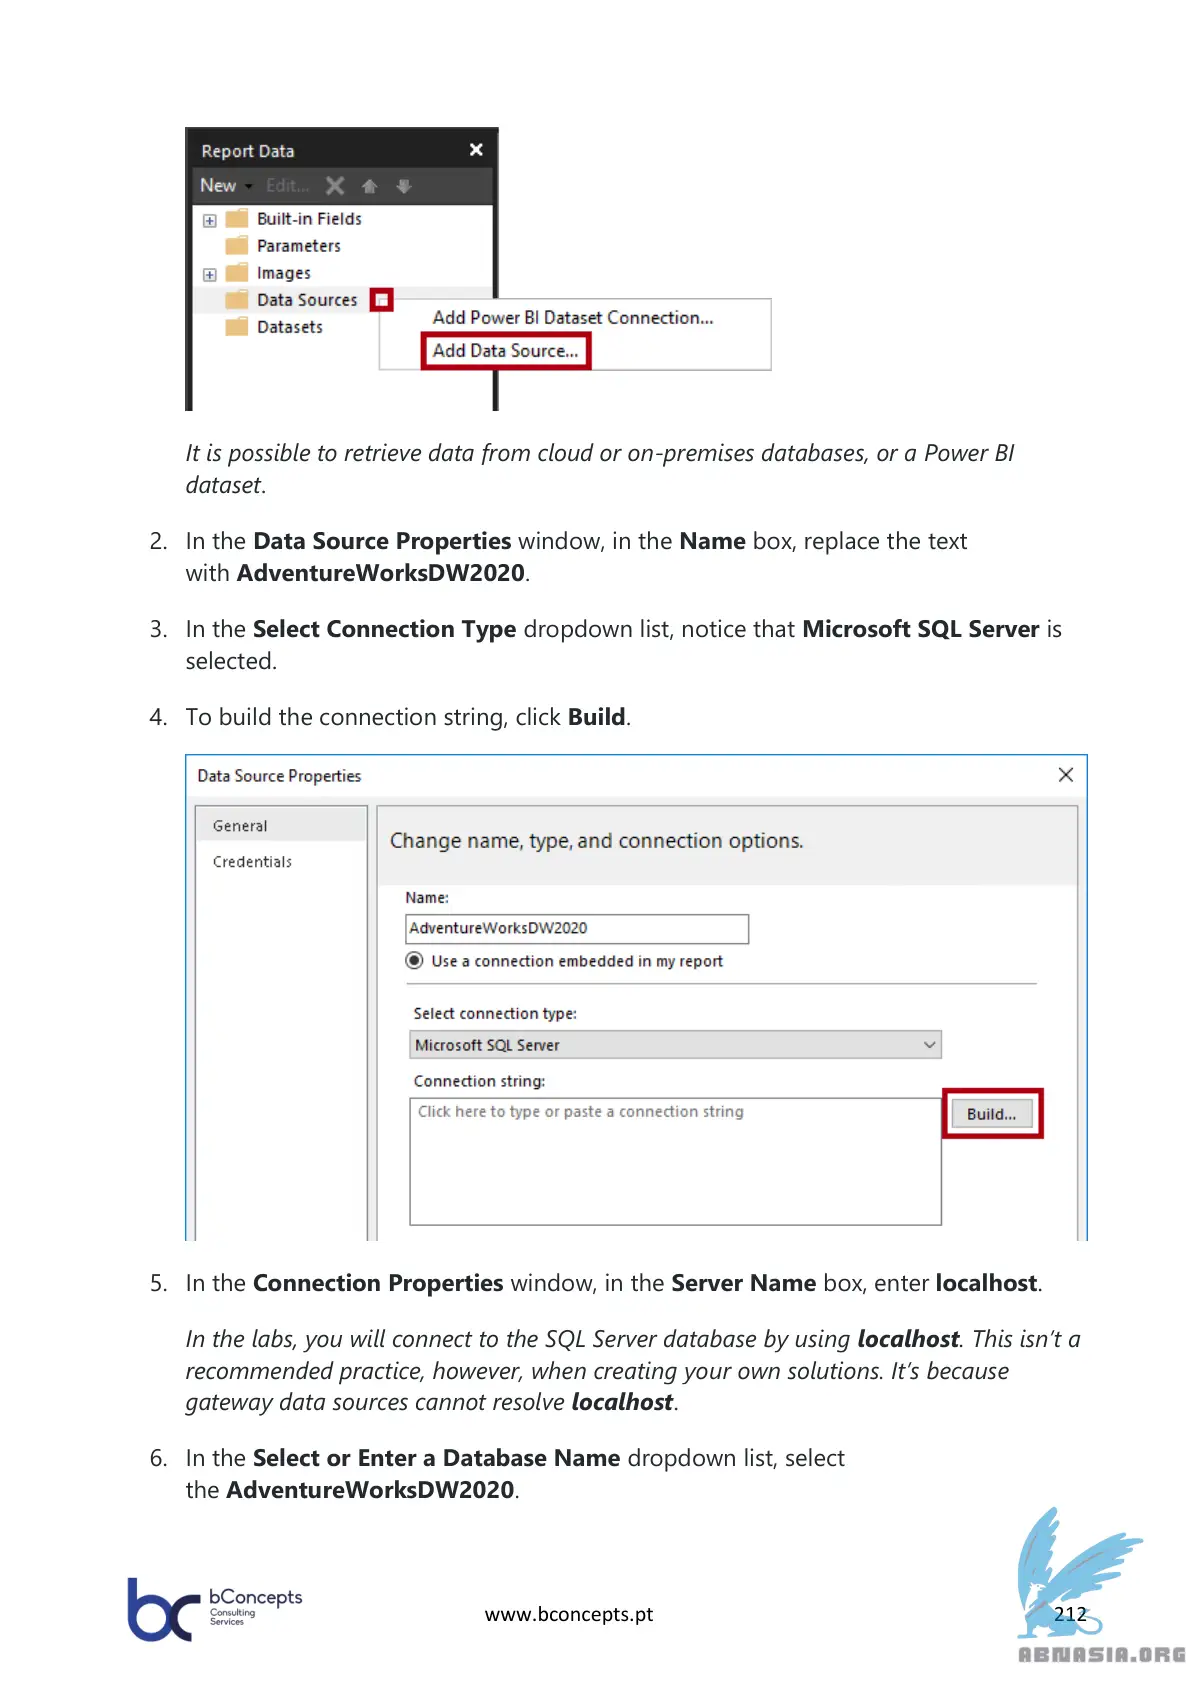 Report Data
New Edit...
Built-in Fields
Parameters
Images
Data Sources
Datasets
Add Power BI Dataset Connection...
Add Data Source...
It is possible to retrieve data from cloud or on-premises databases, or a Power BI
dataset.
2. In the Data Source Properties window, in the Name box, replace the text
with AdventureWorksDW2020.
3. In the Select Connection Type dropdown list, notice that Microsoft SQL Server is
selected.
4. To build the connection string, click Build.
Data Source Properties
General
Credentials
Change name, type, and connection options.
Name:
AdventureWorksDW2020
Use a connection embedded in my report
Select connection type:
Microsoft SQL Server
Connection string:
Click here to type or paste a connection string
Build...
5. In the Connection Properties window, in the Server Name box, enter localhost.
In the labs, you will connect to the SQL Server database by using localhost. This isn’t a
recommended practice, however, when creating your own solutions. It’s because
gateway data sources cannot resolve localhost.
6. In the Select or Enter a Database Name dropdown list, select
the AdventureWorksDW2020.
bc bConcepts
Consulting
Services
www.bconcepts.pt
212
ABNASIA.ORG